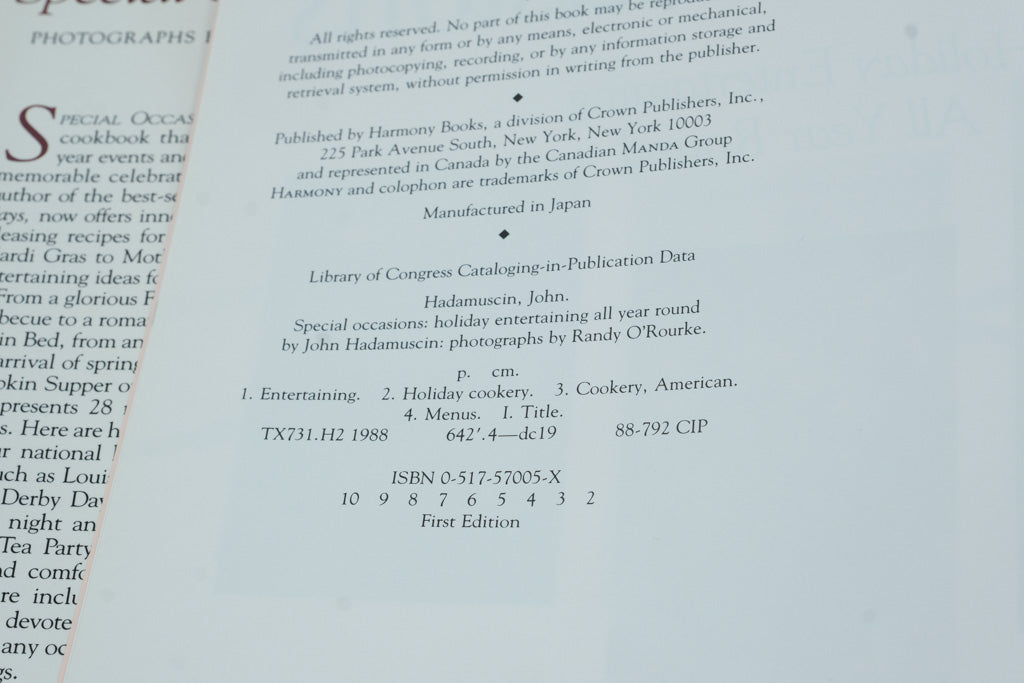 PHOTOGRAPHS
SPECIAL OCCAS
cookbook tha
year events an
memorable celebrat
author of the best-s
ays, now offers inn
easing recipes for
ardi Gras to Mot
tertaining ideas fo
From a glorious F
becue to a roma
in Bed, from an
arrival of spring
okin Supper o
presents 28
s. Here are h
r national
uch as Loui
Derby Day
night an
Tea Party
nd comfo
re inclu
devote
any oc
gs.
All rights reserved. No part of this book may be
transmitted in any form or by any means, electronic or mechanical,
including photocopying, recording, or by any information storage and
retrieval system, without permission in writing from the publisher.
Published by Harmony Books, a division of Crown Publishers, Inc.,
225 Park Avenue South, New York, New York 10003
and represented in Canada by the Canadian MANDA Group
HARMONY and colophon are trademarks of Crown Publishers, Inc.
Manufactured in Japan
Library of Congress Cataloging-in-Publication Data
Hadamuscin, John.
Special occasions: holiday entertaining all year round
by John Hadamuscin: photographs by Randy O'Rourke.
p. cm.
1. Entertaining. 2. Holiday cookery. 3. Cookery, American.
4. Menus. I. Title.
TX731.H2 1988 642'.4—dc19 88-792 CIP
ISBN 0-517-57005-X
10 9 8 7 6 5 4 3 2
First Edition